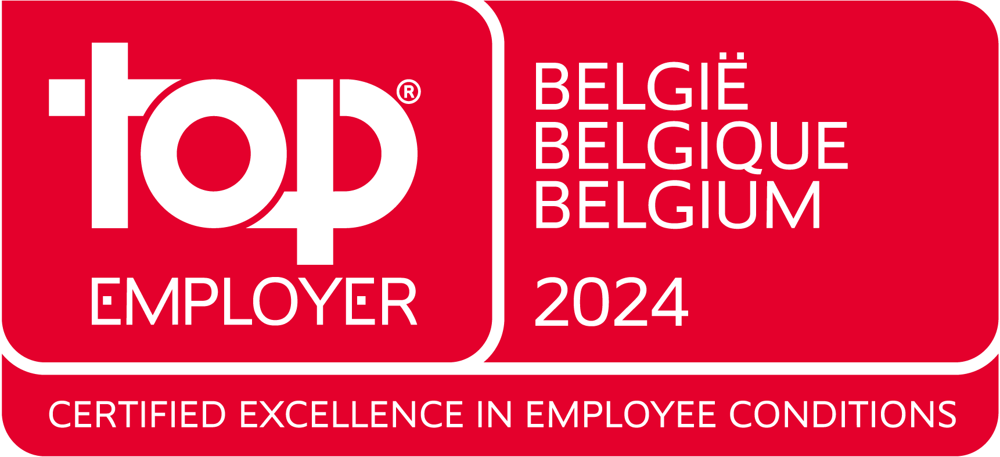 top®
EMPLOYER
BELGIË
BELGIQUE
BELGIUM
2024
CERTIFIED EXCELLENCE IN EMPLOYEE CONDITIONS